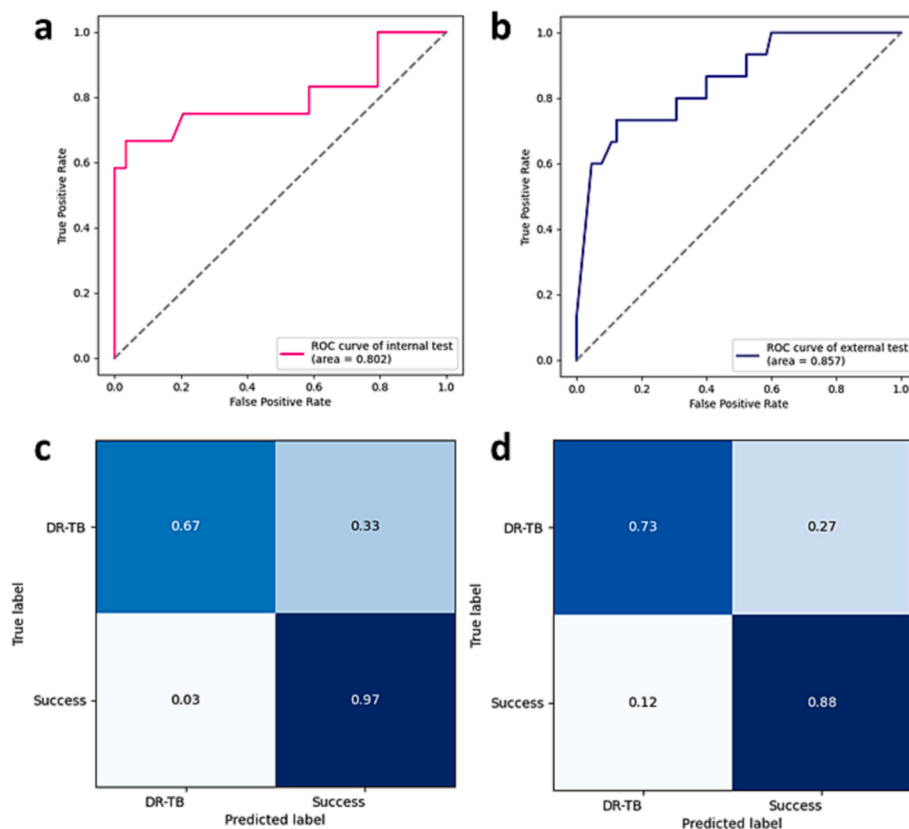 a
1.0
0.8
0.6
0.4
0.2
0.0
True Positive Rate
0.0 0.2 0.4 0.6 0.8 1.0
False Positive Rate
ROC curve of internal test
(area = 0.802)
b
1.0
0.8
0.6
0.4
0.2
0.0
True Positive Rate
0.0 0.2 0.4 0.6 0.8 1.0
False Positive Rate
ROC curve of external test
(area = 0.857)
c
True label
DR-TB
0.67 0.33
Success
0.03 0.97
DR-TB Success
Predicted label
d
True label
DR-TB
0.73 0.27
Success
0.12 0.88
DR-TB Success
Predicted label